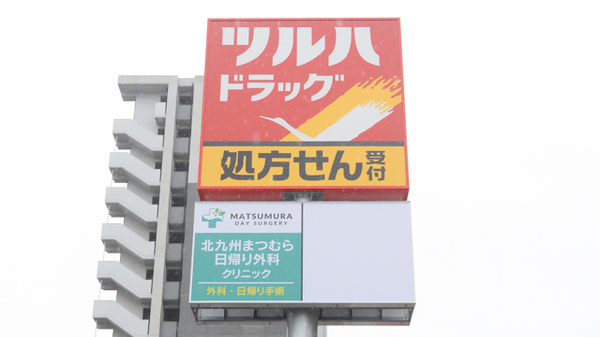 ツルハ
ドラッグ
処方せん受付
MATSUMURA
DAY SURGERY
北九州まつむら
日帰り外科
クリニック
外科・日帰り手術